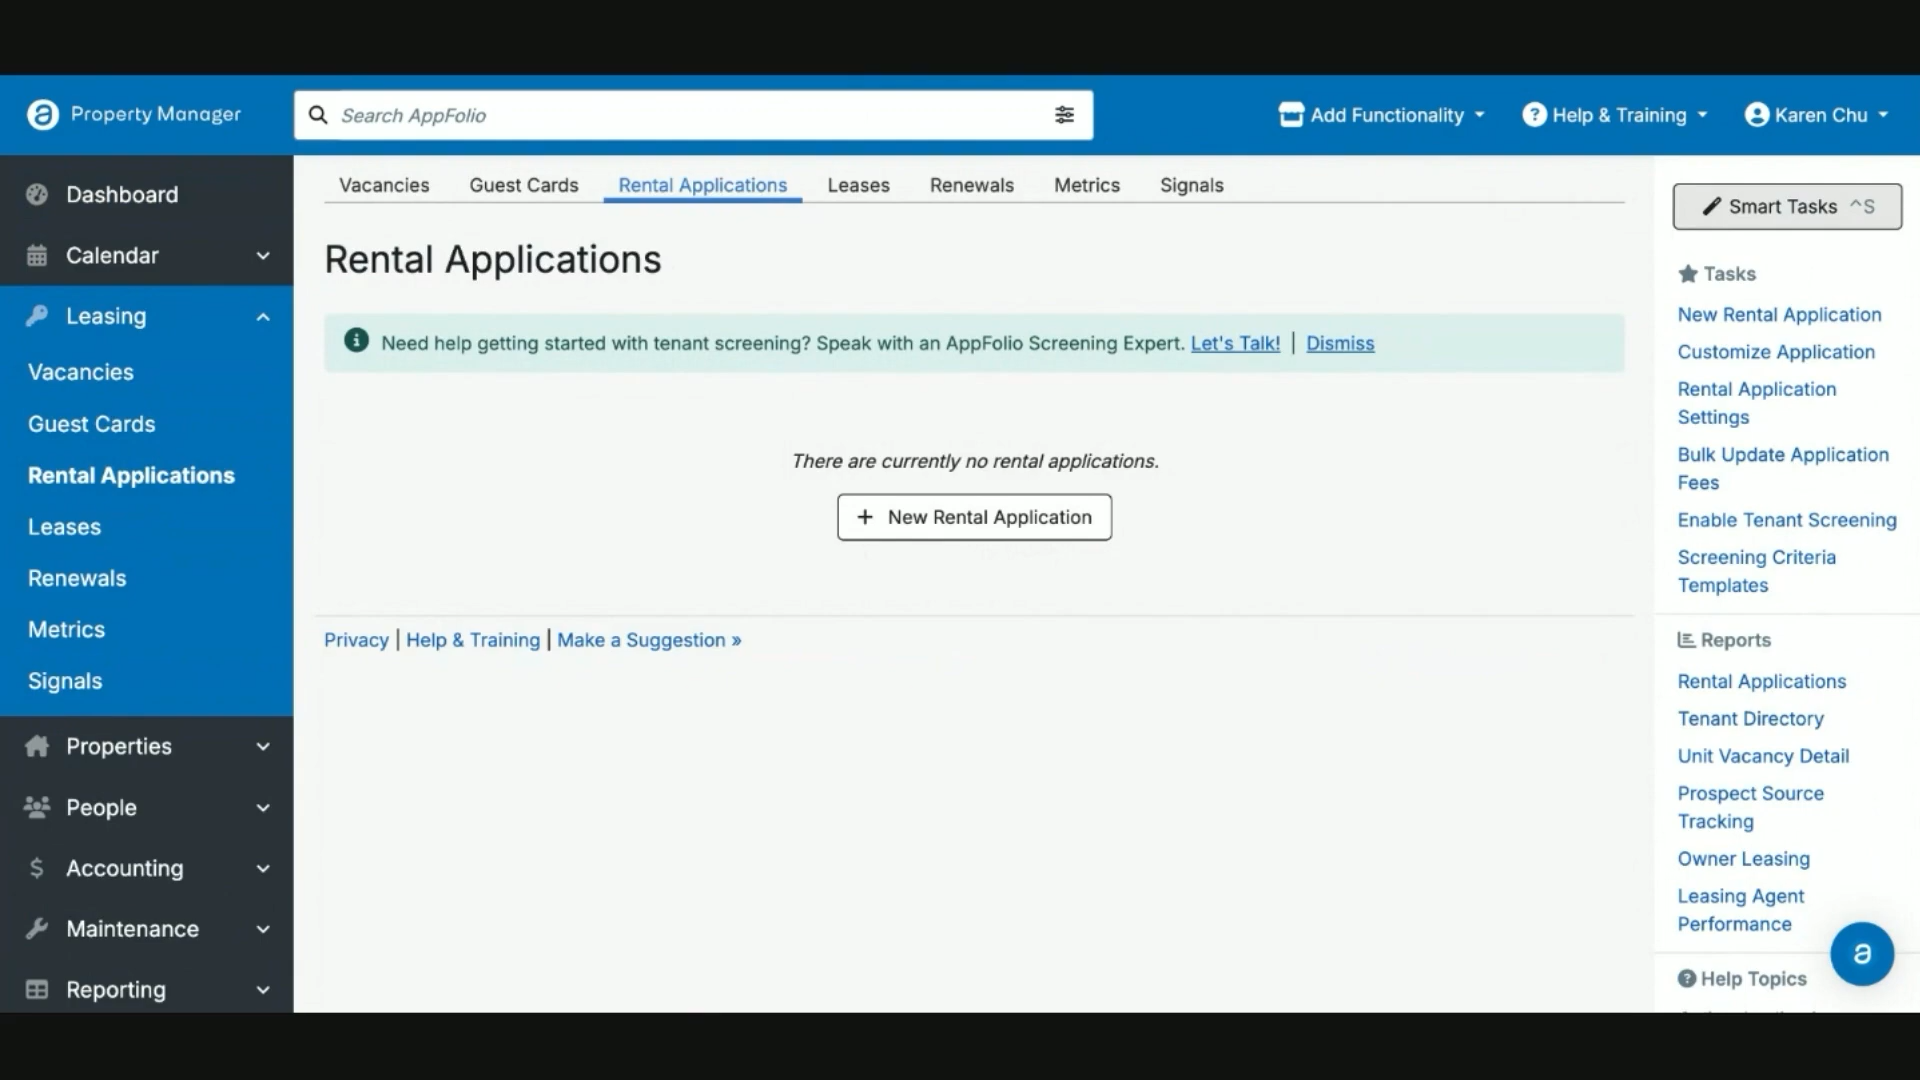 Property Manager
Search AppFolio
Add Functionality
Help & Training
Karen Chu
Dashboard
Calendar
Leasing
Vacancies
Guest Cards
Rental Applications
Leases
Renewals
Metrics
Signals
Properties
People
Accounting
Maintenance
Reporting
Vacancies Guest Cards Rental Applications Leases Renewals Metrics Signals
Rental Applications
Need help getting started with tenant screening? Speak with an AppFolio Screening Expert. Let's Talk! | Dismiss
There are currently no rental applications.
+ New Rental Application
Privacy | Help & Training | Make a Suggestion »
Smart Tasks ^S
Tasks
New Rental Application
Customize Application
Rental Application
Settings
Bulk Update Application
Fees
Enable Tenant Screening
Screening Criteria
Templates
Reports
Rental Applications
Tenant Directory
Unit Vacancy Detail
Prospect Source
Tracking
Owner Leasing
Leasing Agent
Performance
Help Topics